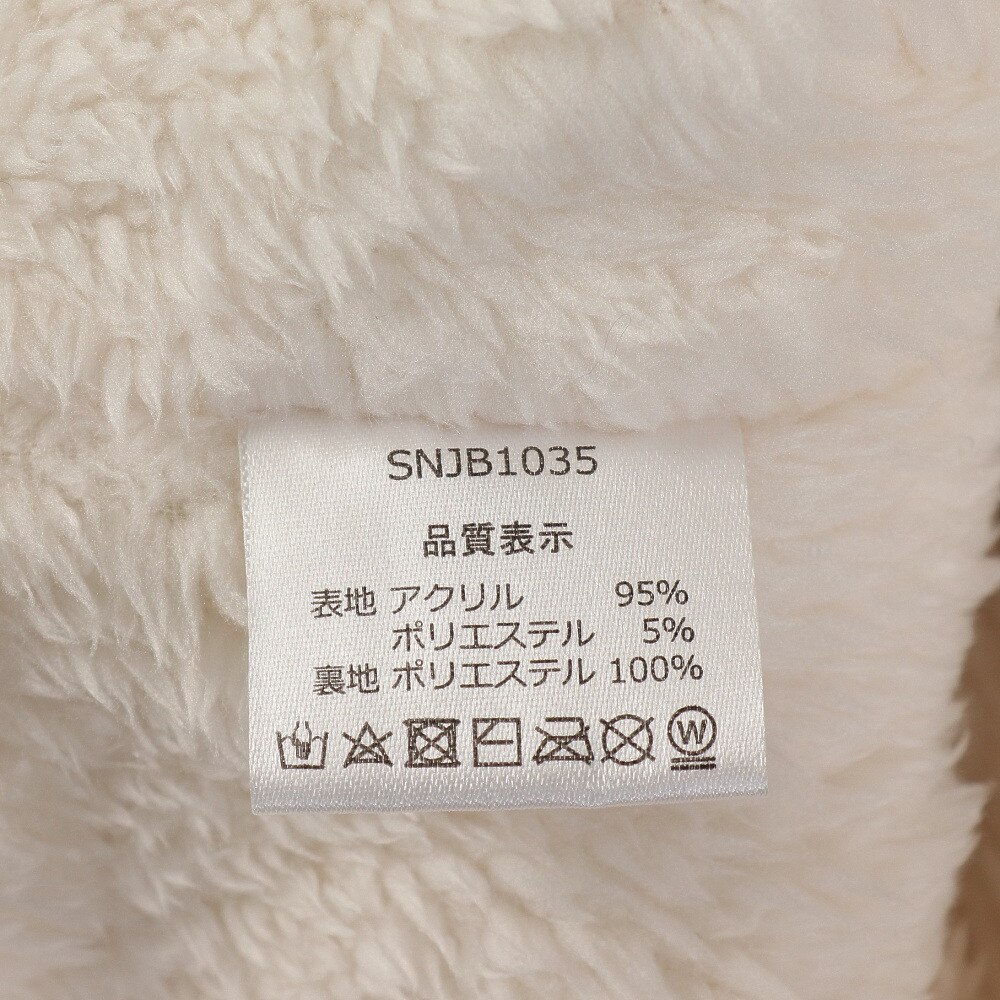 SNJB1035
品質表示
表地 アクリル 95%
ポリエステル 5%
裏地 ポリエステル 100%
W